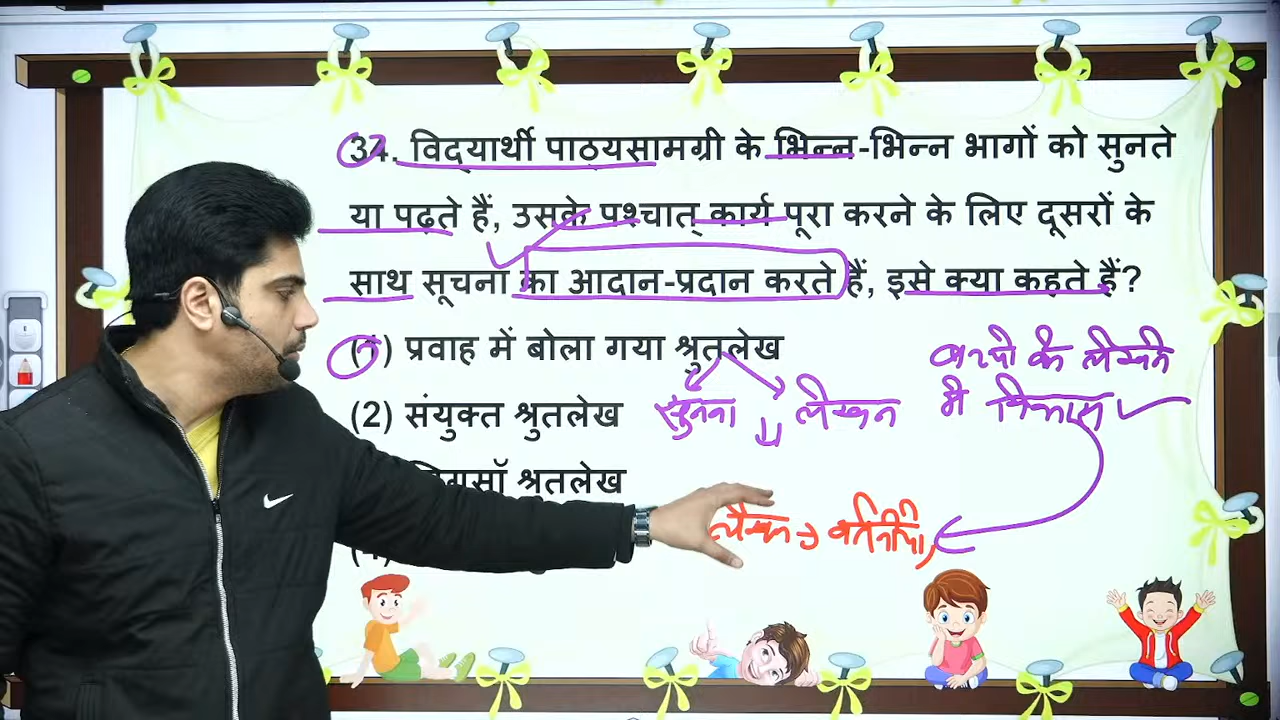 37. विद्यार्थी पाठ्यसामग्री के भिन्न-भिन्न भागों को सुनते
या पढ़ते हैं, उसके पश्चात् कार्य पूरा करने के लिए दूसरों के
साथ सूचना का आदान-प्रदान करते हैं, इसे क्या कहते हैं?
(1) प्रवाह में बोला गया श्रुतलेख
बच्चों के लेखन
में विकास
(2) संयुक्त श्रुतलेख
सुनना लेखन
श्रुतलेख
लेखन